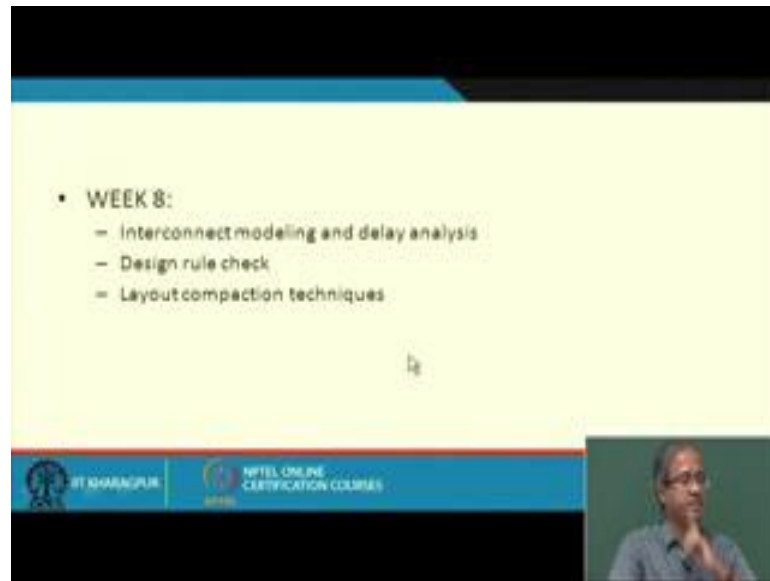 • WEEK 8:
– Interconnect modeling and delay analysis
– Design rule check
– Layout compaction techniques
IIT KHARAGPUR
NPTEL ONLINE
CERTIFICATION COURSES
NPTEL